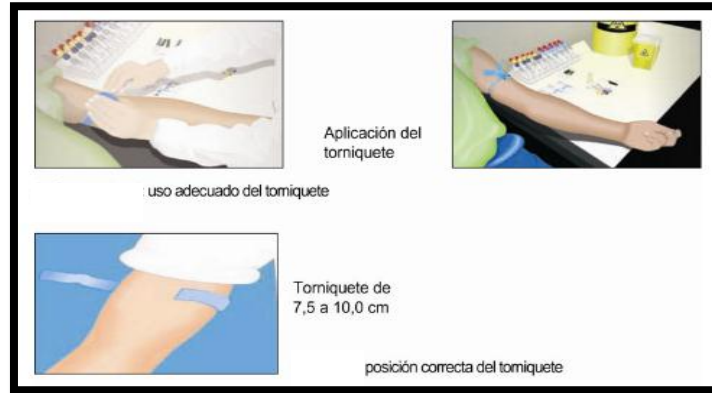 Aplicación del
torniquete
: uso adecuado del torniquete
Torniquete de
7,5 a 10,0 cm
posición correcta del torniquete